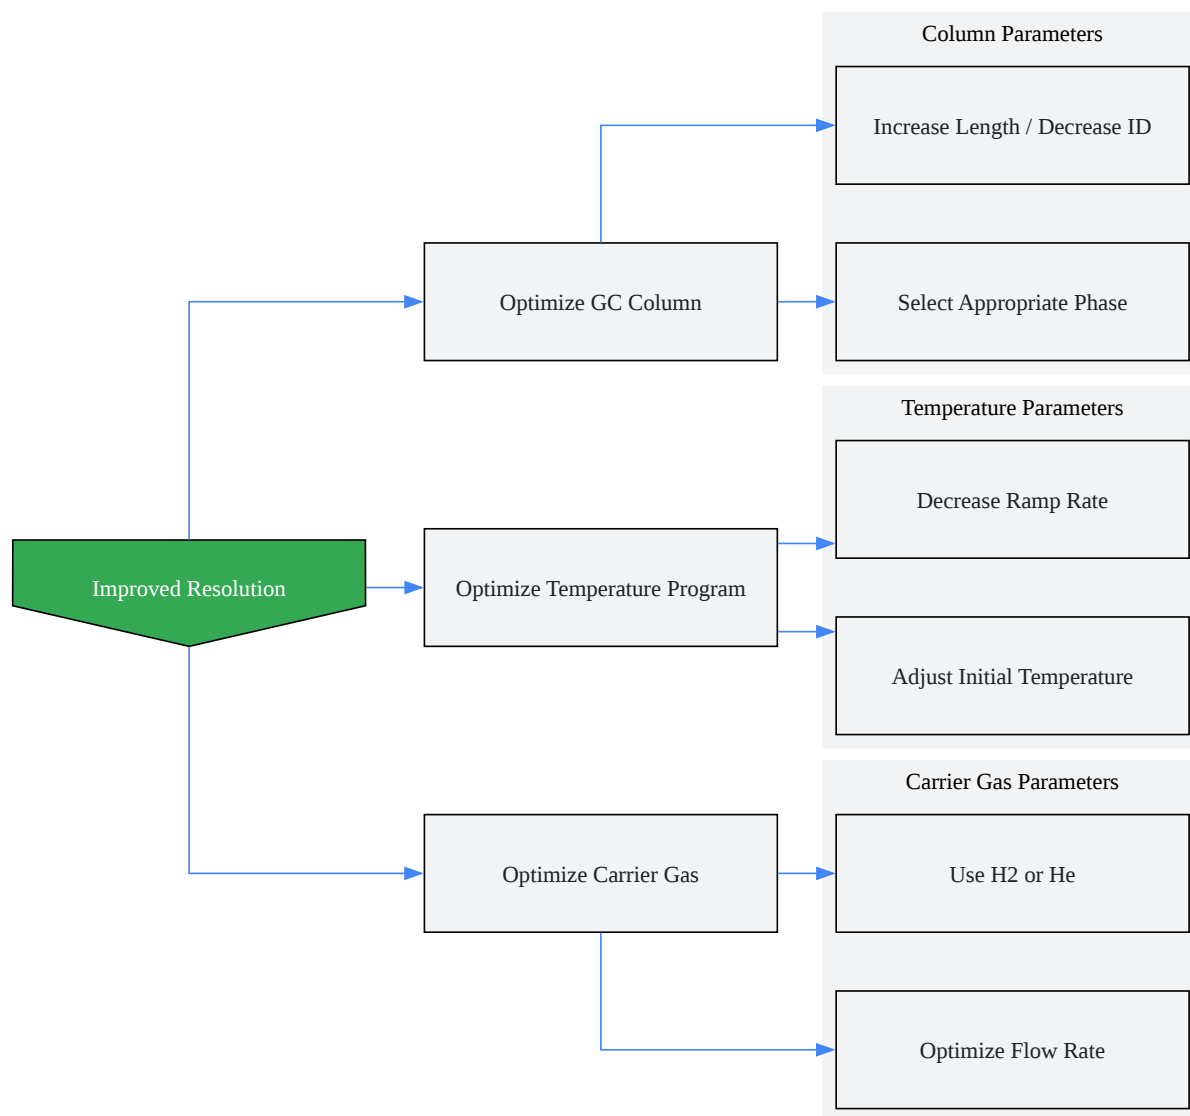 Column Parameters
Increase Length / Decrease ID
Optimize GC Column
Select Appropriate Phase
Temperature Parameters
Decrease Ramp Rate
Improved Resolution
Optimize Temperature Program
Adjust Initial Temperature
Carrier Gas Parameters
Optimize Carrier Gas
Use H2 or He
Optimize Flow Rate